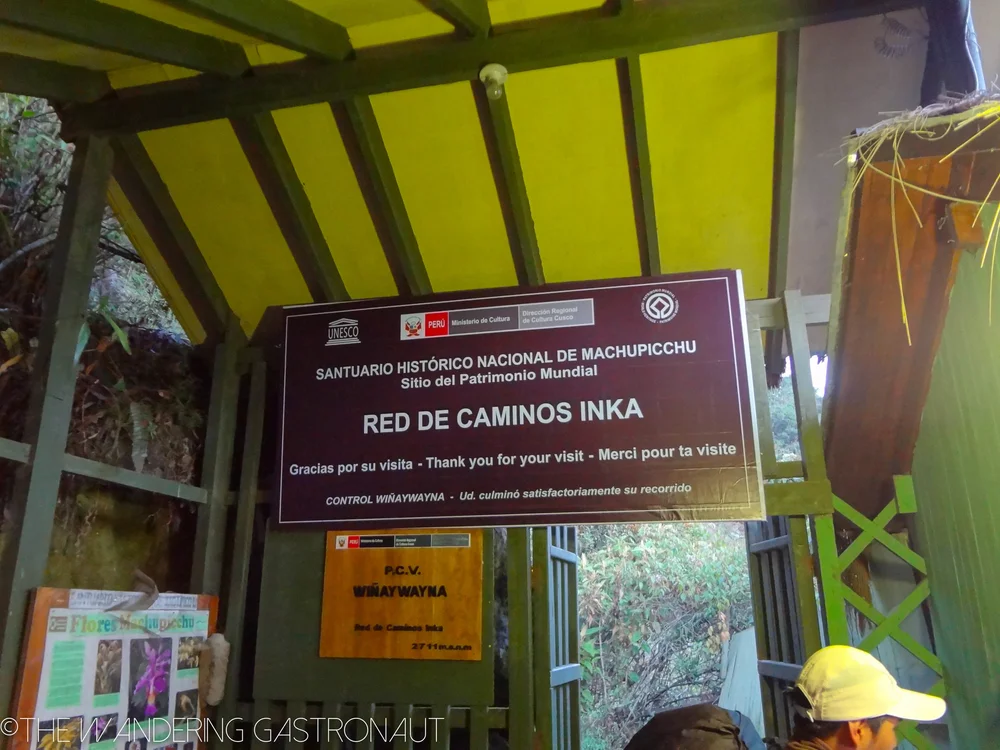 UNESCO
PERÚ Ministerio de Cultura Dirección Regional de Cultura Cusco
SANTUARIO HISTÓRICO NACIONAL DE MACHUPICCHU
Sitio del Patrimonio Mundial
RED DE CAMINOS INKA
Gracias por su visita - Thank you for your visit - Merci pour ta visite
CONTROL WIÑAYWAYNA - Ud. culminó satisfactoriamente su recorrido
PERÚ
P.C.V.
WIÑAYWAYNA
Red de Caminos Inka
2711m.s.n.m
Flores Machupicchu
©THE WANDERING GASTRONAUT